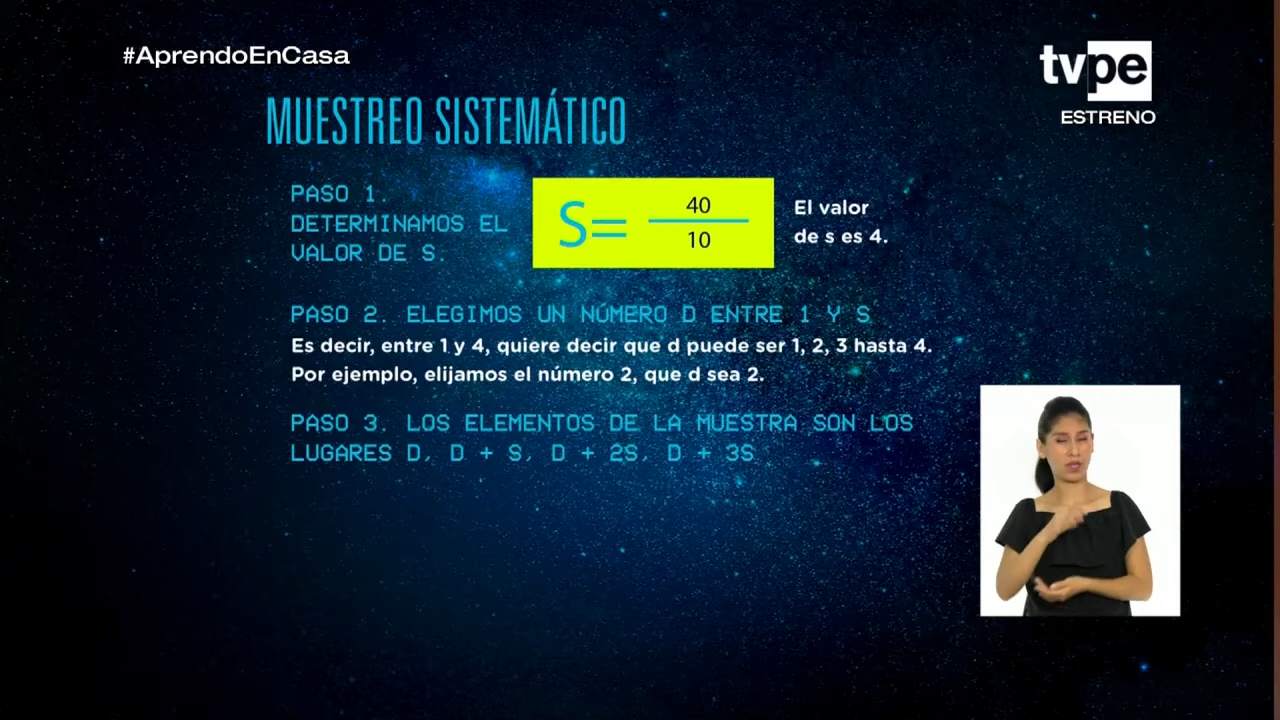 #AprendoEnCasa
tvpe
ESTRENO
MUESTREO SISTEMÁTICO
PASO 1.
DETERMINAMOS EL
VALOR DE S.
S= 40
10
El valor
de s es 4.
PASO 2. ELEGIMOS UN NÚMERO D ENTRE 1 Y S
Es decir, entre 1 y 4, quiere decir que d puede ser 1, 2, 3 hasta 4.
Por ejemplo, elijamos el número 2, que d sea 2.
PASO 3. LOS ELEMENTOS DE LA MUESTRA SON LOS
LUGARES D, D + S, D + 2S, D + 3S